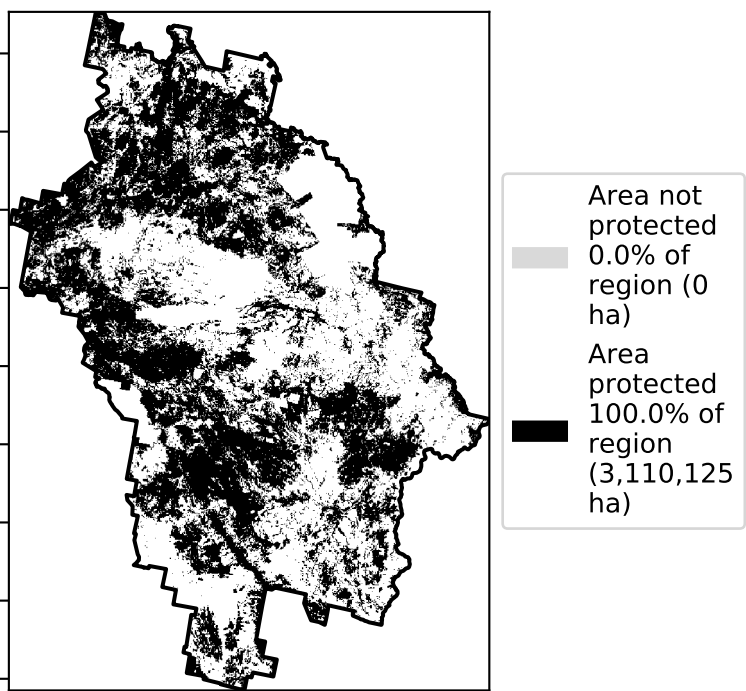 Area not
protected
0.0% of
region (0
ha)
Area
protected
100.0% of
region
(3,110,125
ha)